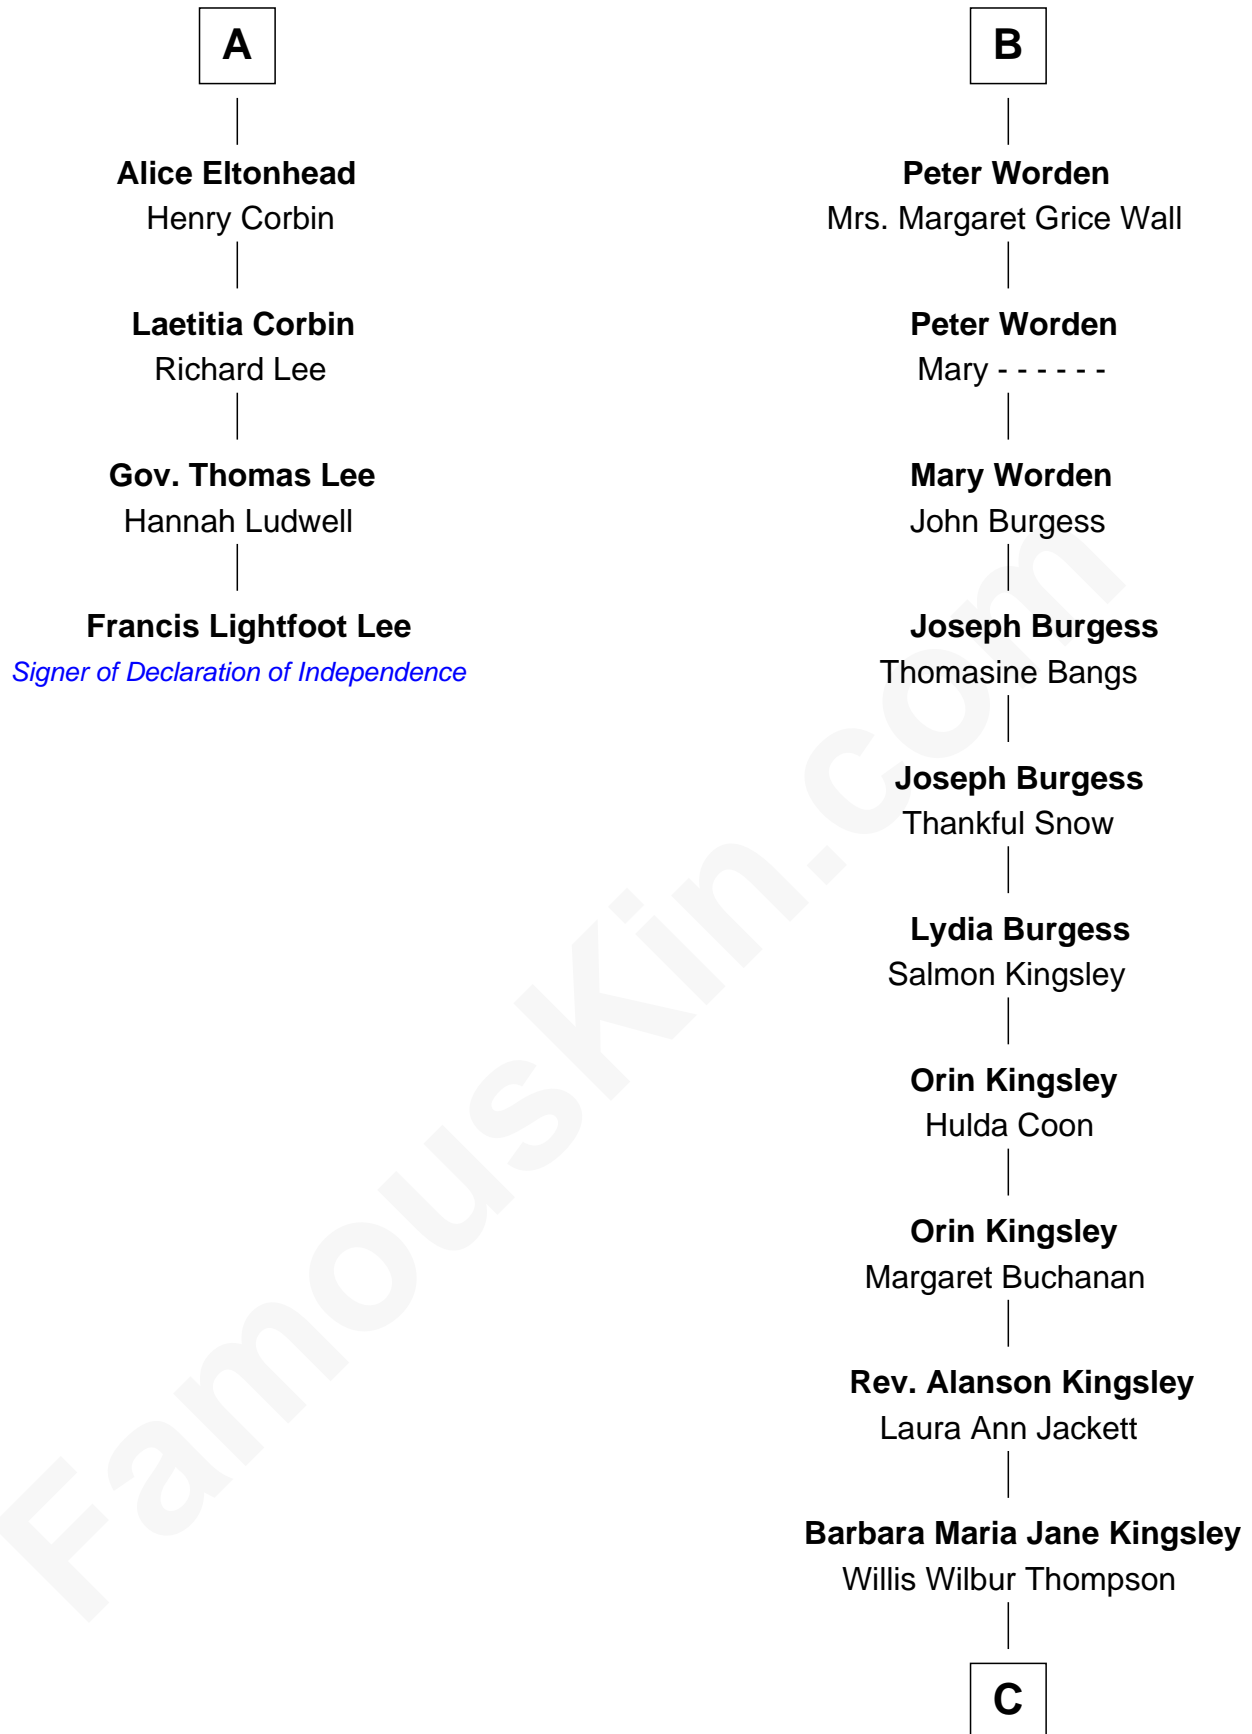 A
Alice Eltonhead
Henry Corbin
Laetitia Corbin
Richard Lee
Gov. Thomas Lee
Hannah Ludwell
Francis Lightfoot Lee
Signer of Declaration of Independence
B
Peter Worden
Mrs. Margaret Grice Wall
Peter Worden
Mary - - - - - -
Mary Worden
John Burgess
Joseph Burgess
Thomasine Bangs
Joseph Burgess
Thankful Snow
Lydia Burgess
Salmon Kingsley
Orin Kingsley
Hulda Coon
Orin Kingsley
Margaret Buchanan
Rev. Alanson Kingsley
Laura Ann Jackett
Barbara Maria Jane Kingsley
Willis Wilbur Thompson
C
FamousKin.com